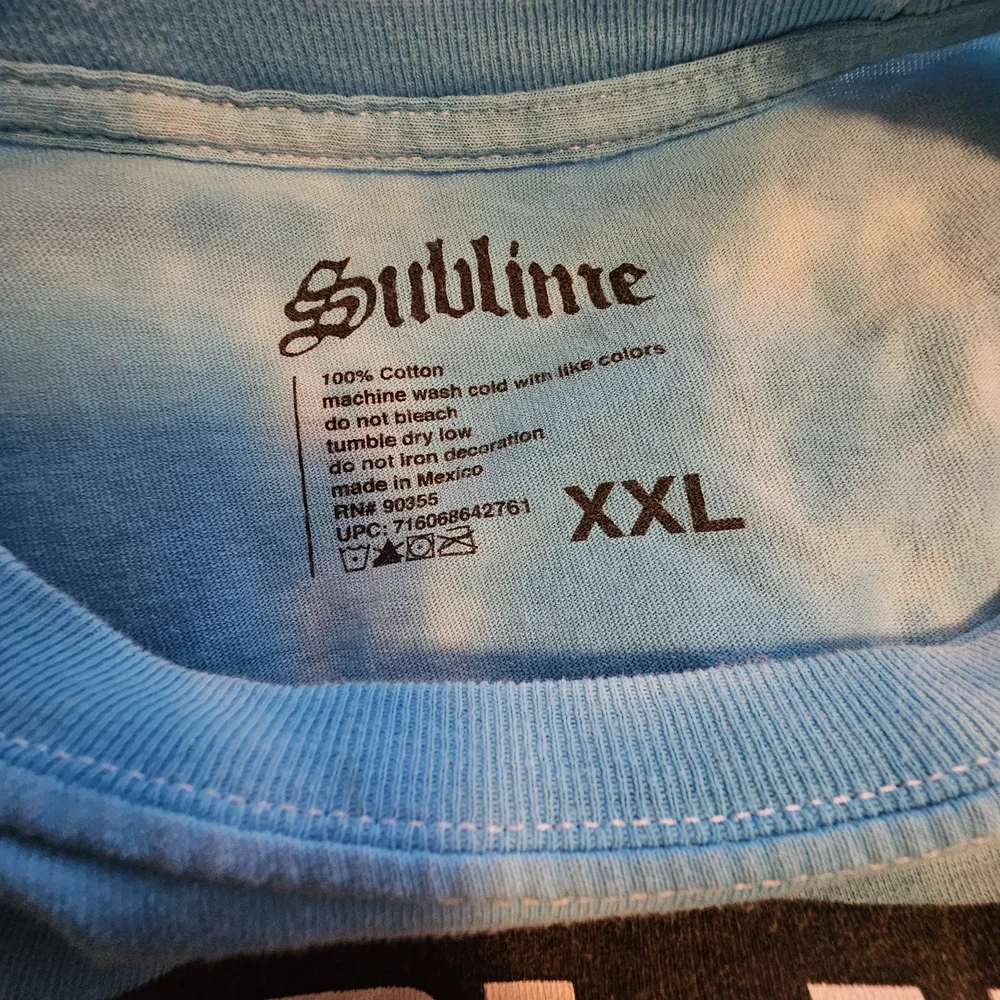 Sublime
100% Cotton
machine wash cold with like colors
do not bleach
tumble dry low
do not iron decoration
made in Mexico
RN# 90355
UPC: 716068642761
XXL